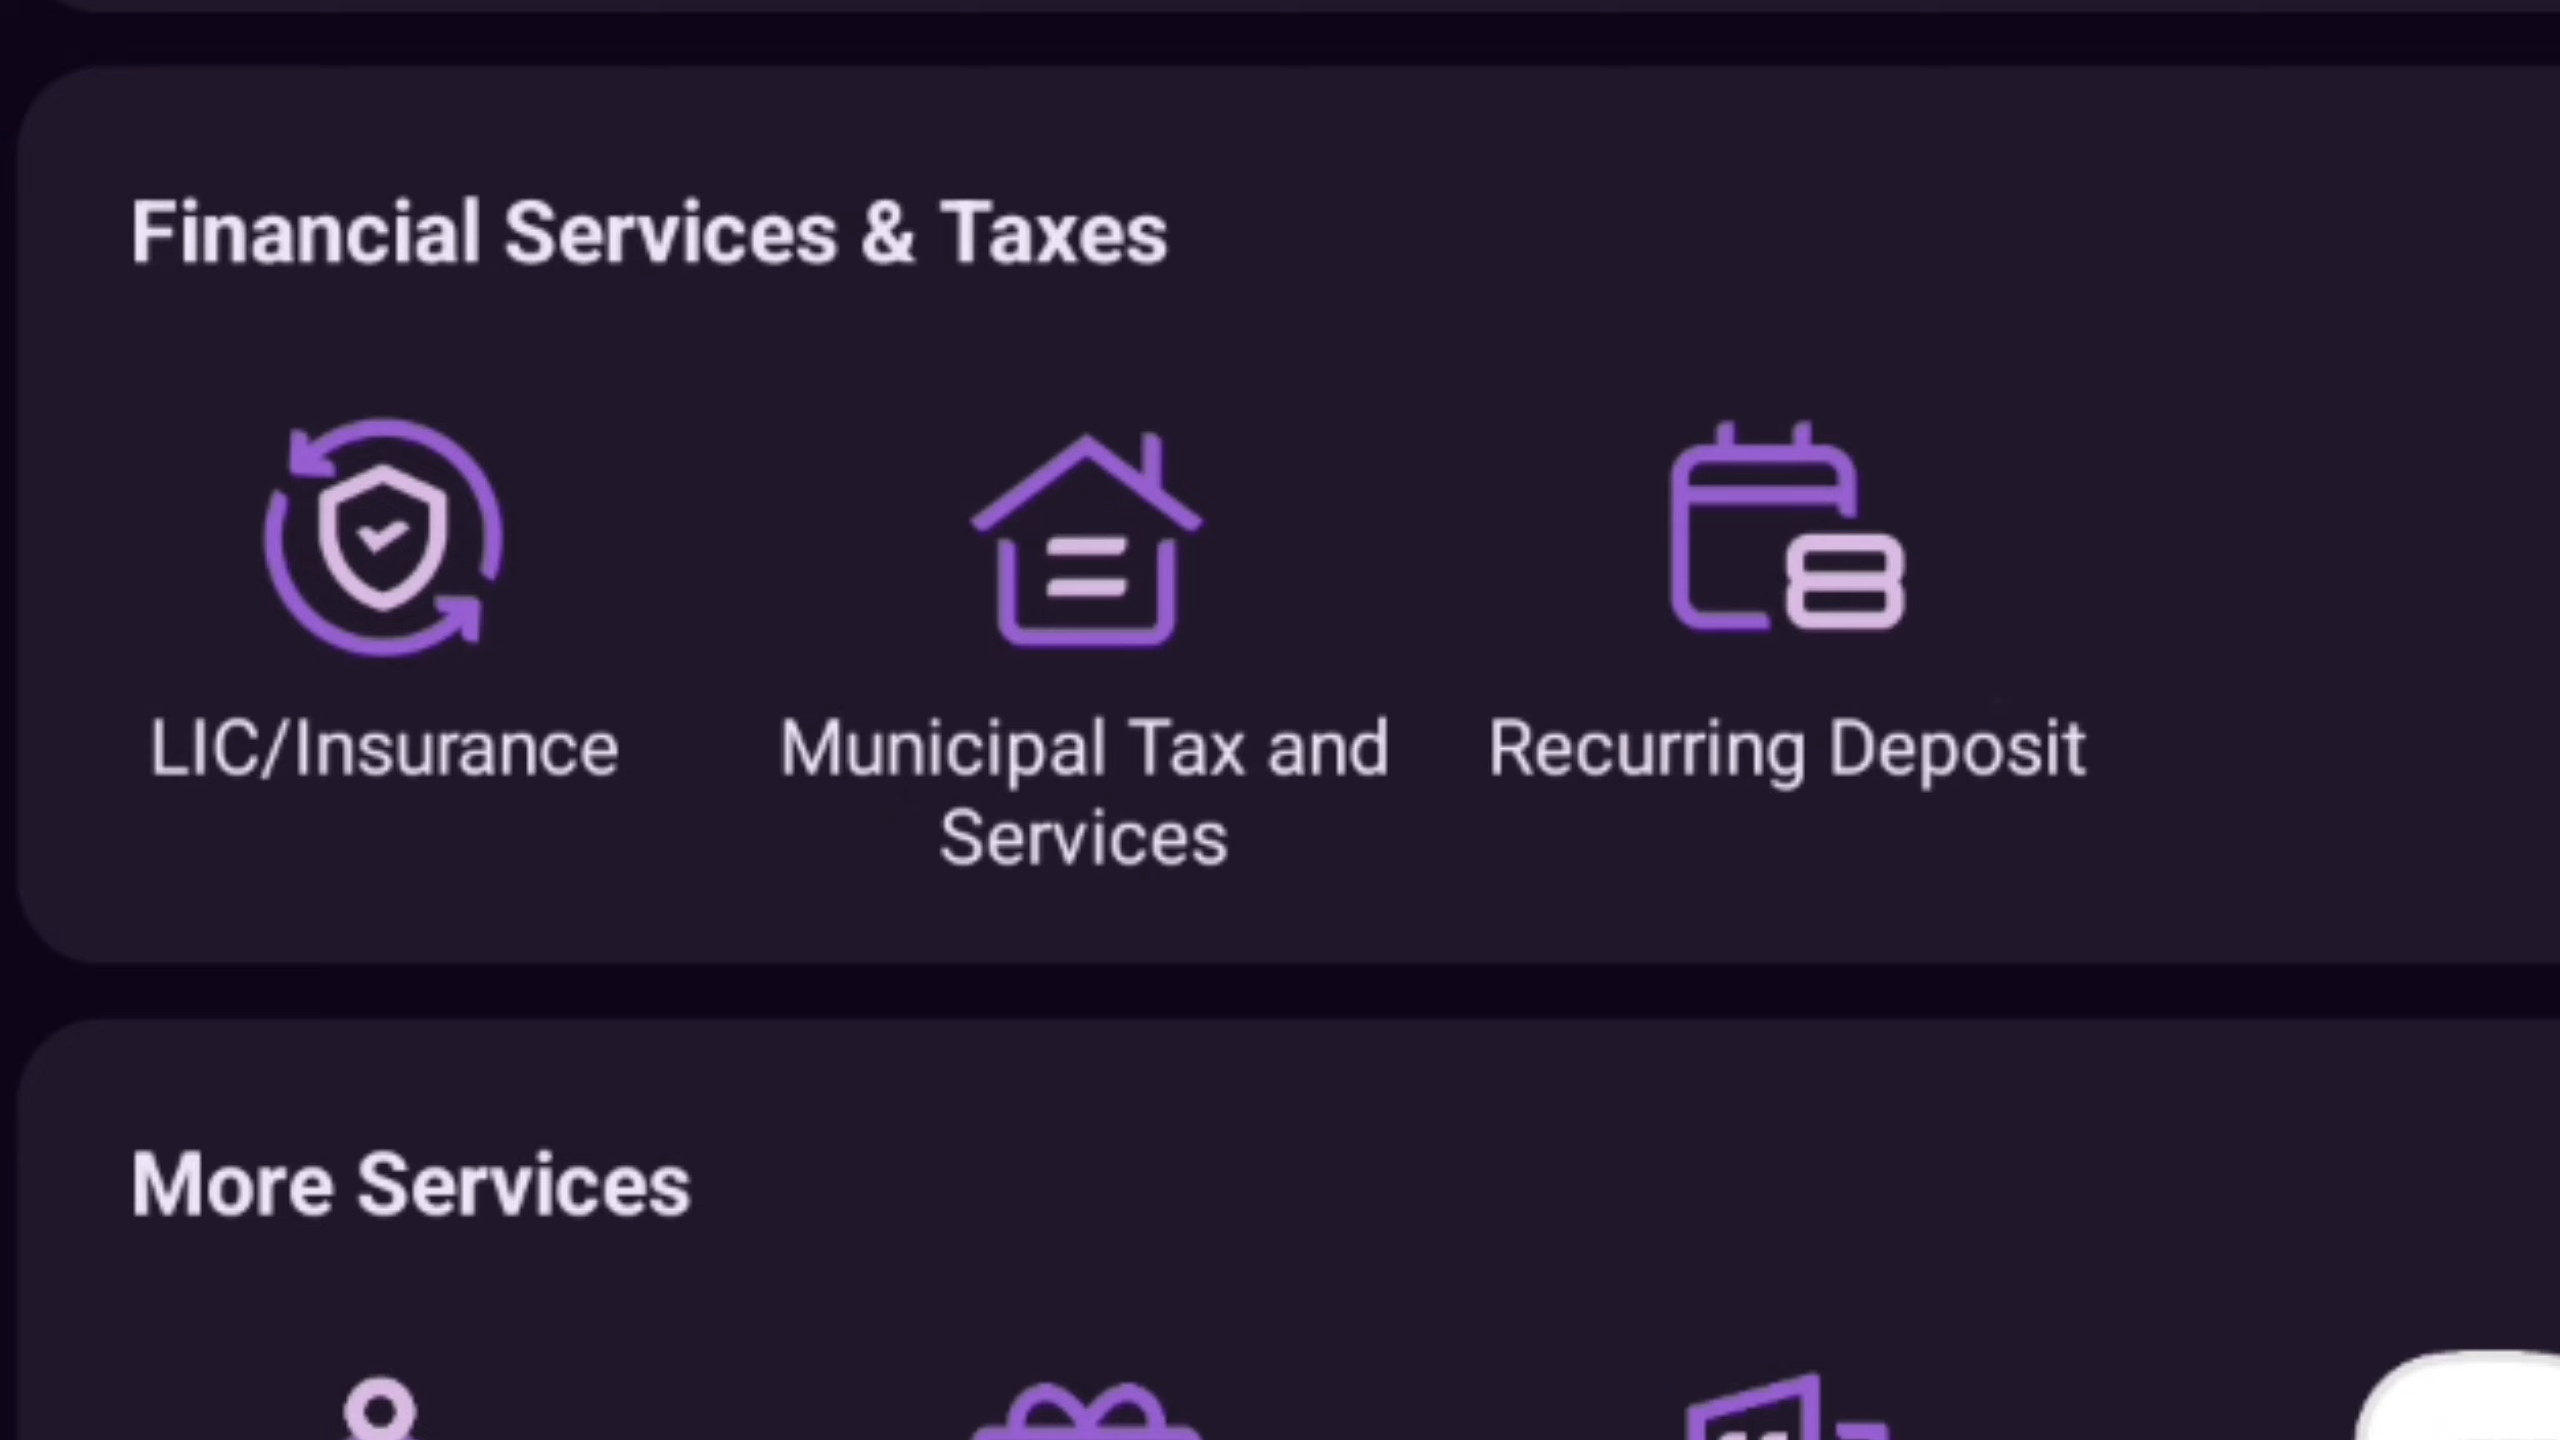 Financial Services & Taxes
LIC/Insurance
Municipal Tax and
Services
Recurring Deposit
More Services